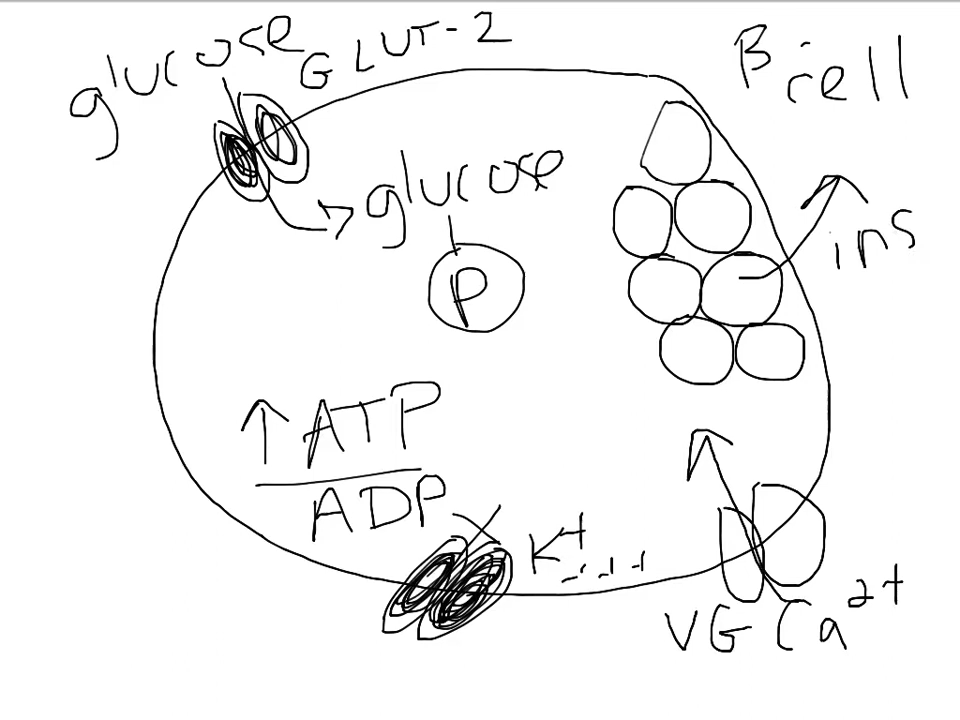 glucose
GLUT-2
β cell
glucose
P
ins
↑ ATP
ADP
K+
VG Ca2+